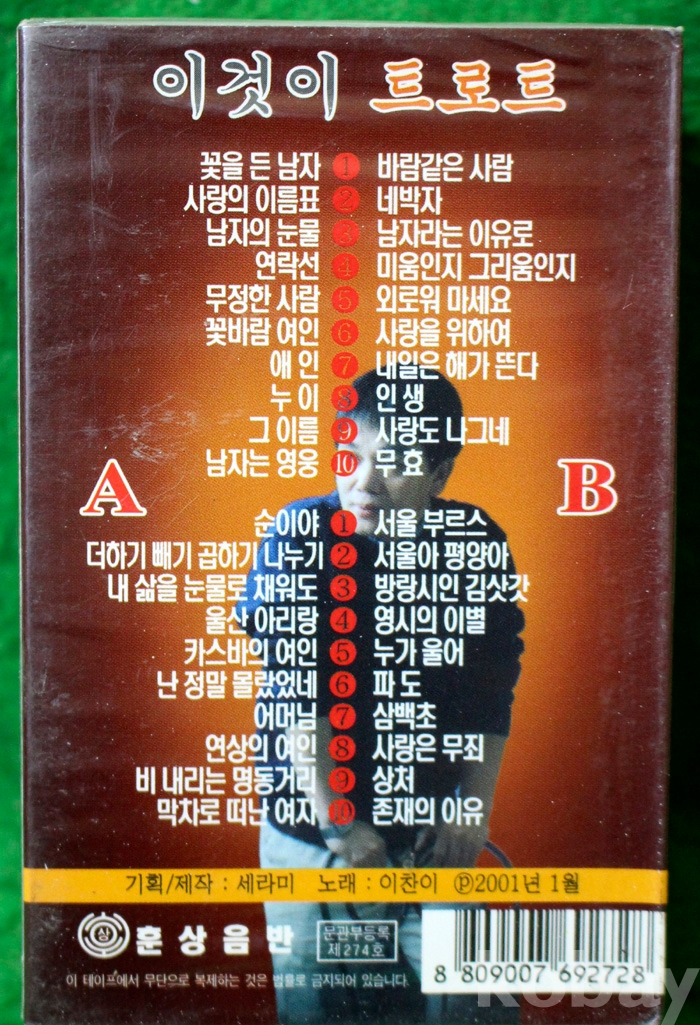 이것이 트로트
꽃을 든 남자 1 바람같은 사람
사랑의 이름표 2 네박자
남자의 눈물 3 남자라는 이유로
연락선 4 미움인지 그리움인지
무정한 사람 5 외로워 마세요
꽃바람 여인 6 사랑을 위하여
애 인 7 내일은 해가 뜬다
누 이 8 인 생
그 이름 9 사랑도 나그네
남자는 영웅 10 무 효
A B
순이야 1 서울 부르스
더하기 빼기 곱하기 나누기 2 서울아 평양아
내 삶을 눈물로 채워도 3 방랑시인 김삿갓
울산 아리랑 4 영시의 이별
카스바의 여인 5 누가 울어
난 정말 몰랐었네 6 파 도
어머님 7 삼백초
연상의 여인 8 사랑은 무죄
비 내리는 명동거리 9 상처
막차로 떠난 여자 10 존재의 이유
기획/제작 : 세라미 노래 : 이찬이 ⓟ2001년 1월
상 훈 상 음 반
문관부등록
제274호
이 테이프에서 무단으로 복제하는 것은 법률로 금지되어 있습니다.
8 809007 692728
kobay